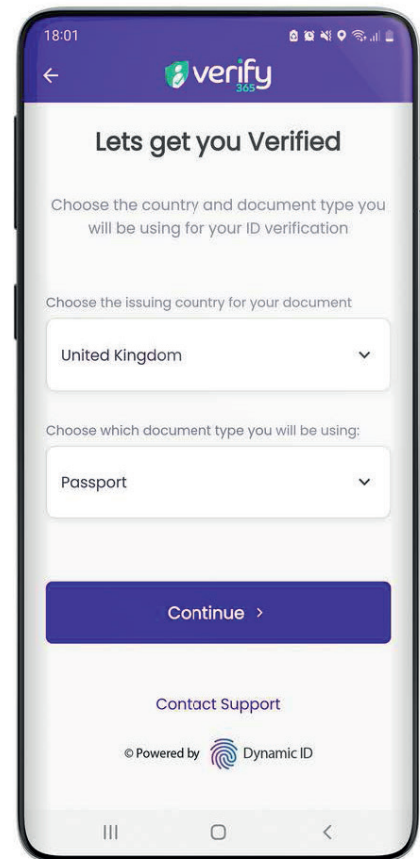 18:01
verify
365
Lets get you Verified
Choose the country and document type you
will be using for your ID verification
Choose the issuing country for your document
United Kingdom
Choose which document type you will be using:
Passport
Continue >
Contact Support
© Powered by Dynamic ID